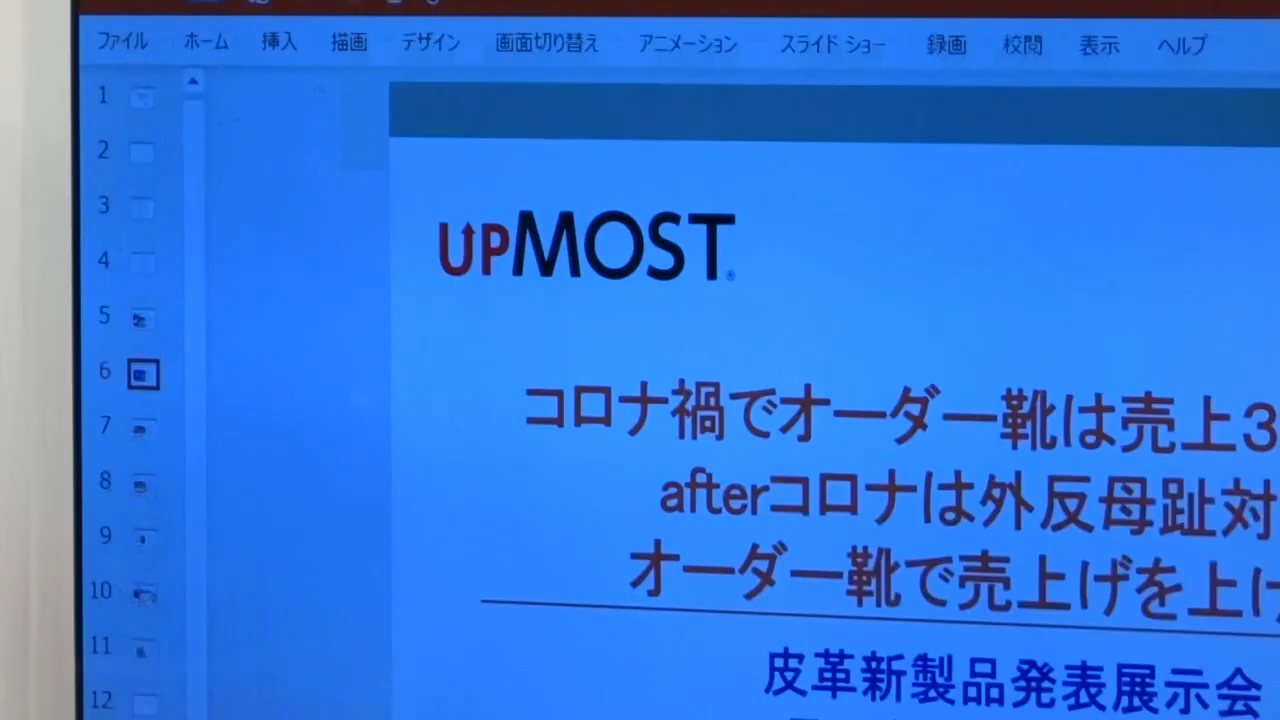 ファイル ホーム 挿入 描画 デザイン 画面切り替え アニメーション スライド ショー 録画 校閲 表示 ヘルプ
1
2
3
4
5
6
7
8
9
10
11
12
UPMOST®
コロナ禍でオーダー靴は売上3
afterコロナは外反母趾対
オーダー靴で売上げを上げ
皮革新製品発表展示会